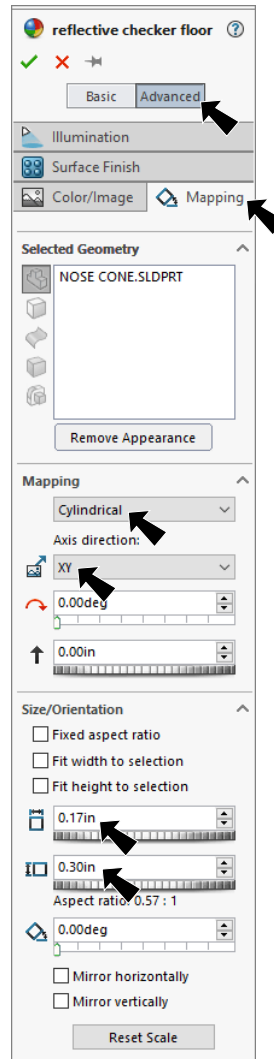 reflective checker floor ?
Basic Advanced
Illumination
Surface Finish
Color/Image Mapping
Selected Geometry
NOSE CONE.SLDPRT
Remove Appearance
Mapping
Cylindrical
Axis direction:
XY
0.00deg
0.00in
Size/Orientation
Fixed aspect ratio
Fit width to selection
Fit height to selection
0.17in
0.30in
Aspect ratio: 0.57 : 1
0.00deg
Mirror horizontally
Mirror vertically
Reset Scale